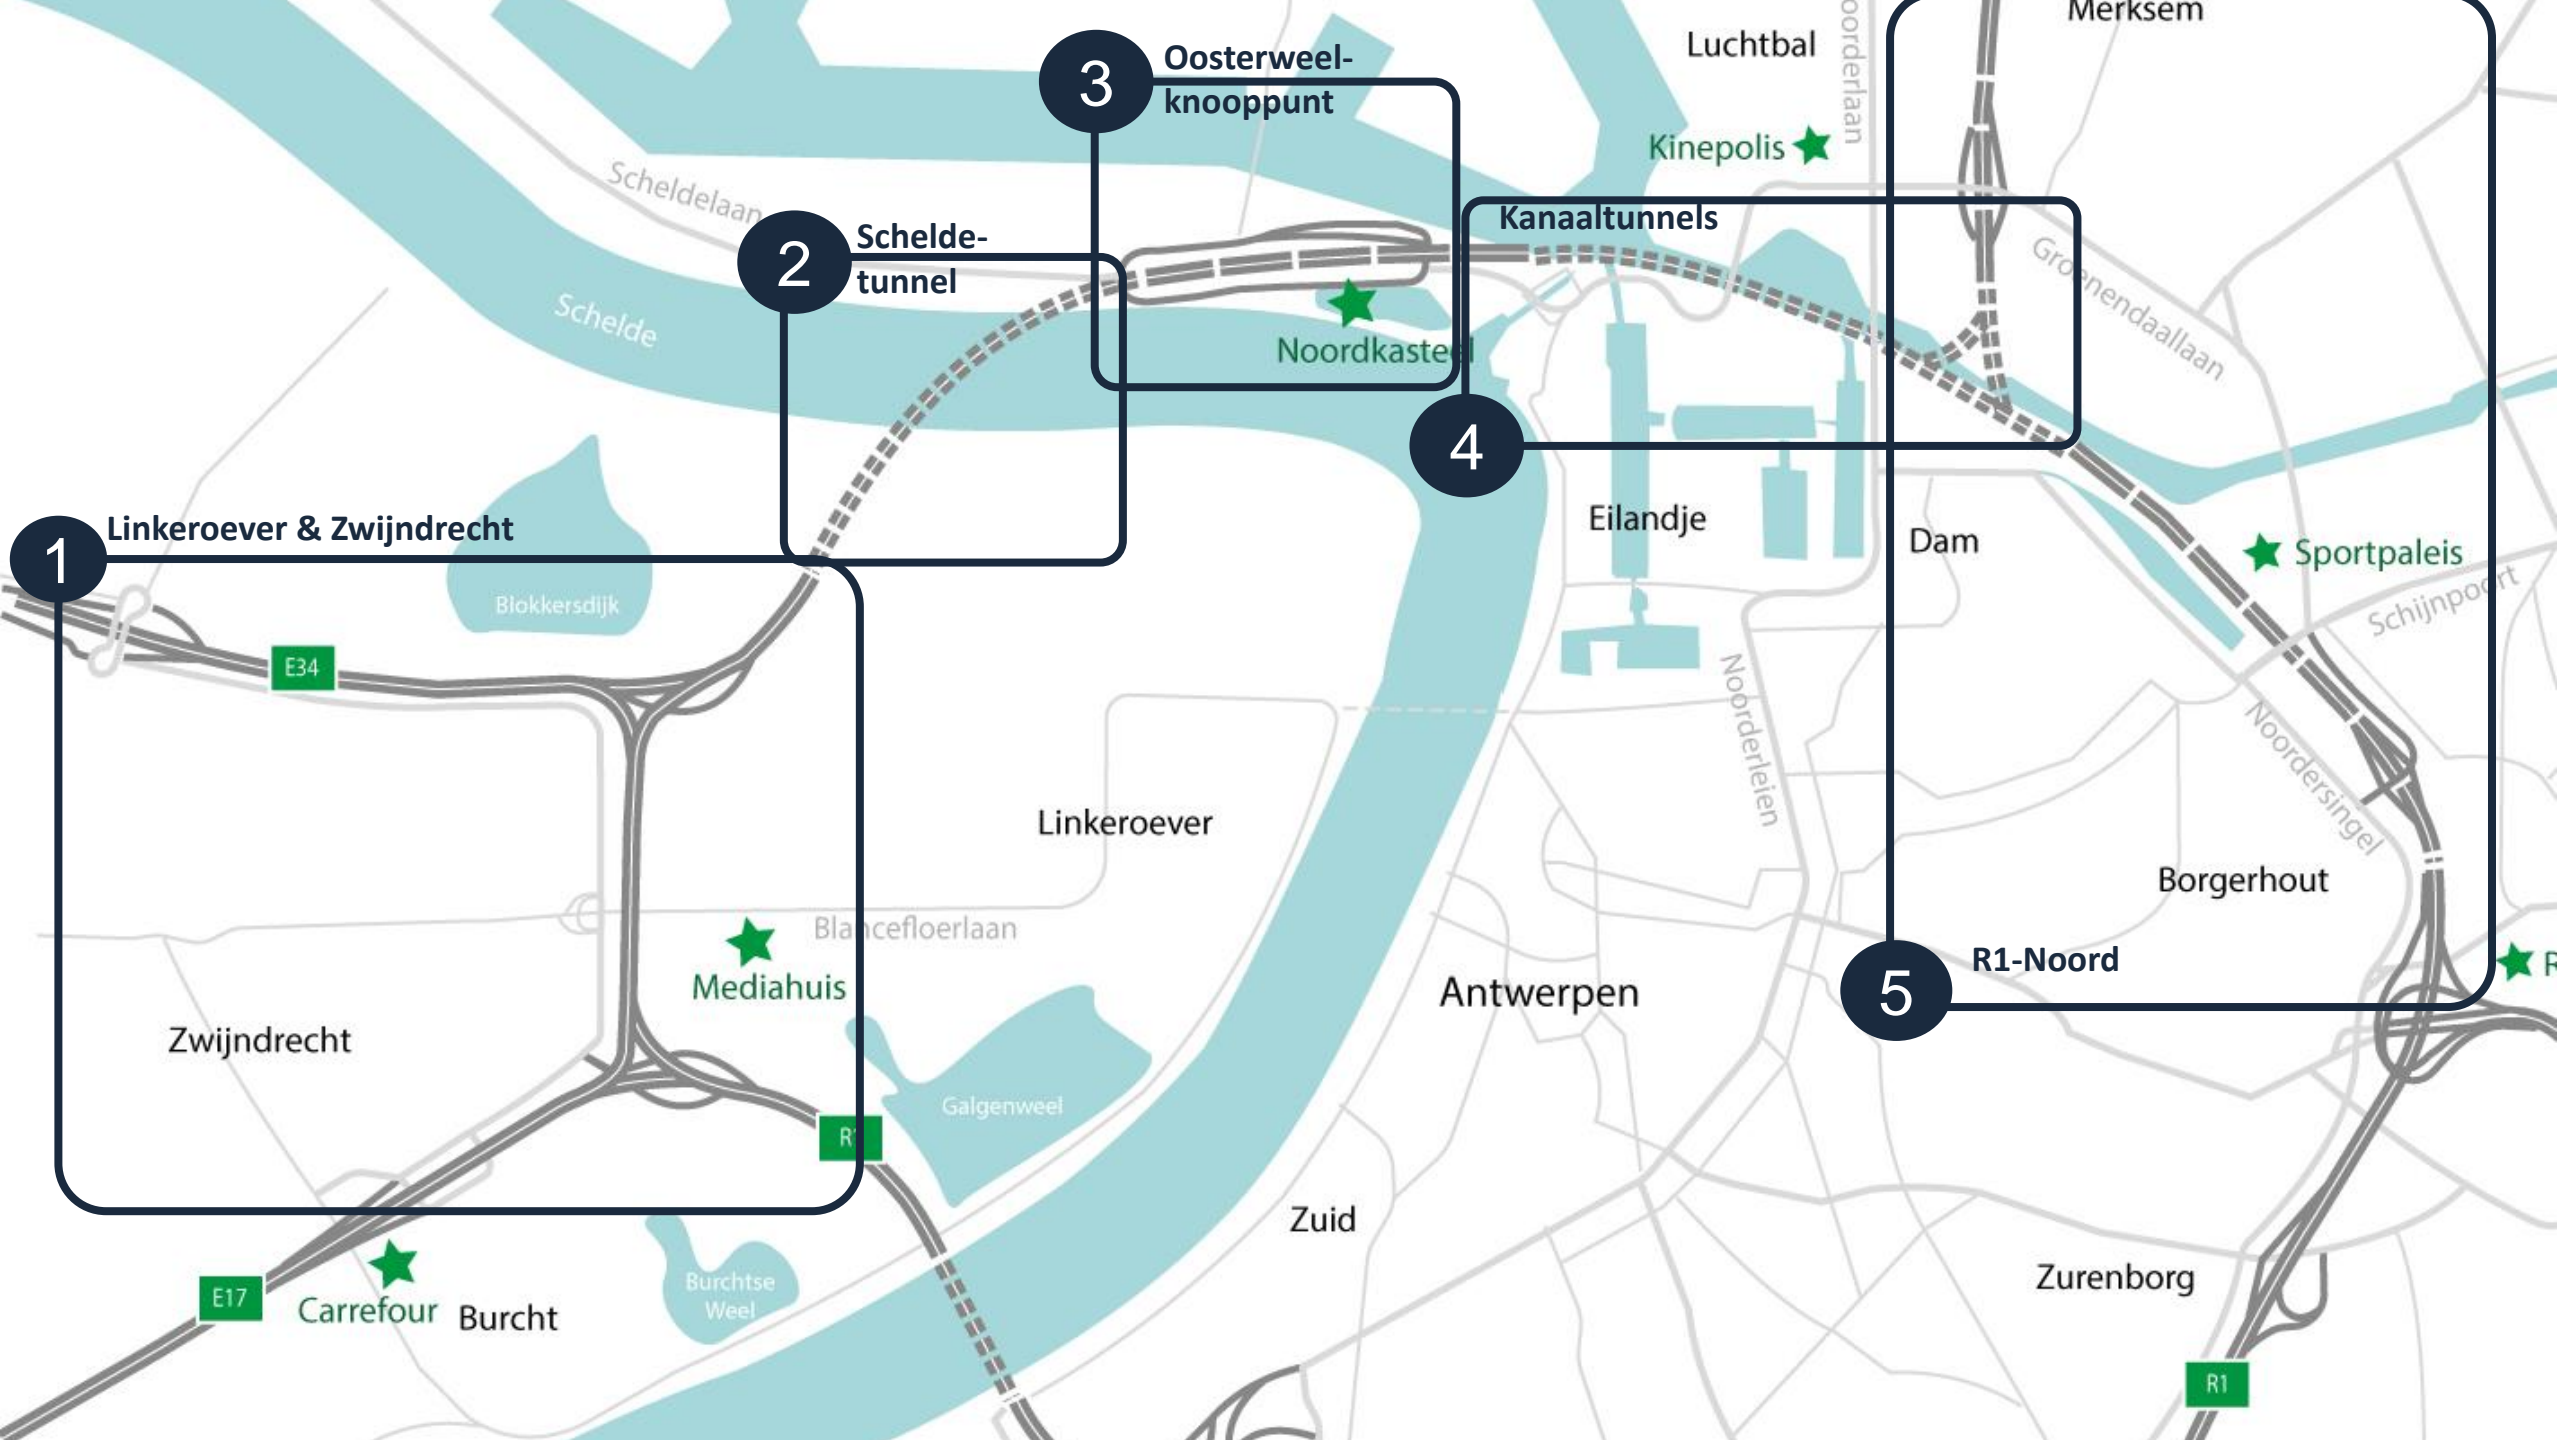 Merksem
Luchtbal
oorderlaan
3
Oosterweel-
knooppunt
Kinepolis
Scheldelaan
2
Schelde-
tunnel
Kanaaltunnels
Groenendaallaan
Schelde
Noordkasteel
4
1
Linkeroever & Zwijndrecht
Eilandje
Dam
Sportpaleis
Schijnpoort
Blokkersdijk
E34
Noorderleien
Noordersingel
Linkeroever
Borgerhout
Blancefloerlaan
Mediahuis
Antwerpen
5
R1-Noord
R
Zwijndrecht
Galgenweel
R1
Zuid
Burchtse
Weel
E17
Carrefour
Burcht
Zurenborg
R1